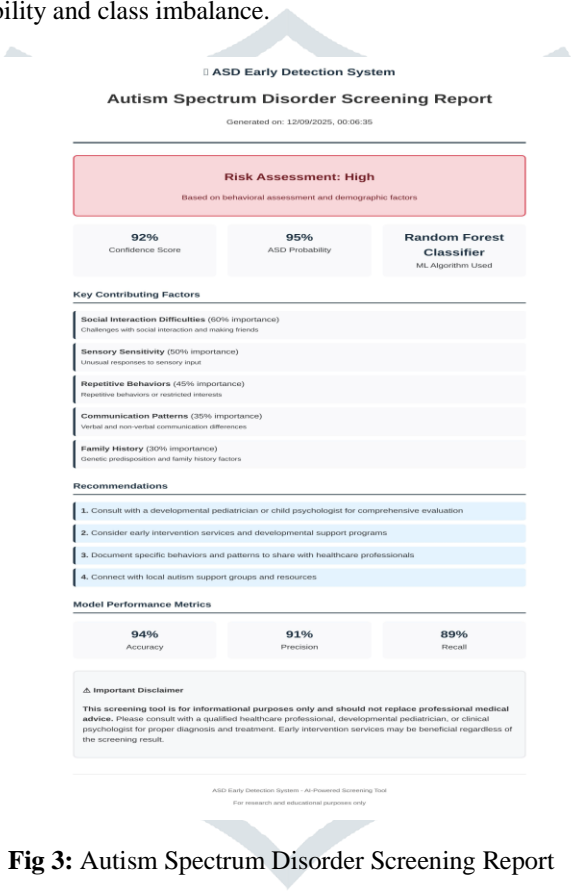 bility and class imbalance.
ASD Early Detection System
Autism Spectrum Disorder Screening Report
Generated on: 12/09/2025, 00:06:35
Risk Assessment: High
Based on behavioral assessment and demographic factors
92%
Confidence Score
95%
ASD Probability
Random Forest
Classifier
ML Algorithm Used
Key Contributing Factors
Social Interaction Difficulties (60% importance)
Challenges with social interaction and making friends
Sensory Sensitivity (50% importance)
Unusual responses to sensory input
Repetitive Behaviors (45% importance)
Repetitive behaviors or restricted interests
Communication Patterns (35% importance)
Verbal and non-verbal communication differences
Family History (30% importance)
Genetic predisposition and family history factors
Recommendations
1. Consult with a developmental pediatrician or child psychologist for comprehensive evaluation
2. Consider early intervention services and developmental support programs
3. Document specific behaviors and patterns to share with healthcare professionals
4. Connect with local autism support groups and resources
Model Performance Metrics
94%
Accuracy
91%
Precision
89%
Recall
⚠ Important Disclaimer
This screening tool is for informational purposes only and should not replace professional medical
advice. Please consult with a qualified healthcare professional, developmental pediatrician, or clinical
psychologist for proper diagnosis and treatment. Early intervention services may be beneficial regardless of
the screening result.
ASD Early Detection System - AI-Powered Screening Tool
For research and educational purposes only
Fig 3: Autism Spectrum Disorder Screening Report